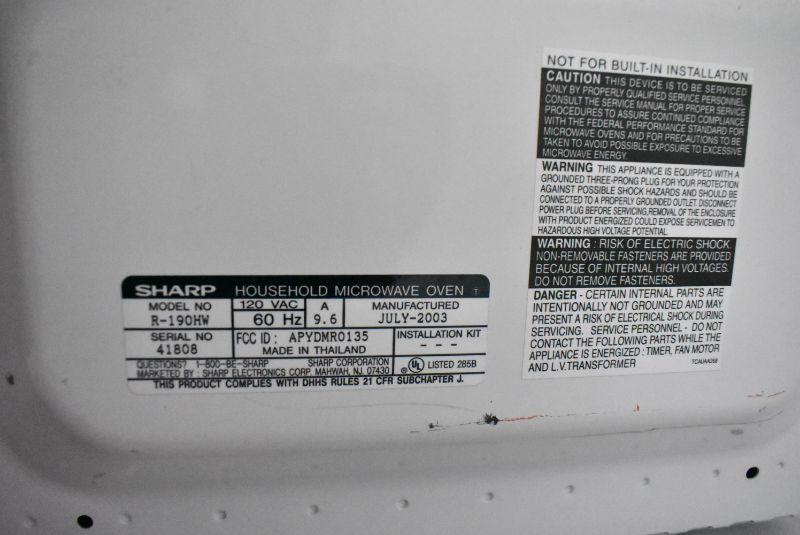 SHARP HOUSEHOLD MICROWAVE OVEN T
MODEL NO 120 VAC A MANUFACTURED
R-190HW 60 Hz 9.6 JULY-2003
SERIAL NO FCC ID : APYDMR0135 INSTALLATION KIT
41808 MADE IN THAILAND - - -
QUESTIONS? 1-800-BE-SHARP SHARP CORPORATION
MARKETED BY : SHARP ELECTRONICS CORP. MAHWAH, NJ. 07430 UL LISTED 285B
THIS PRODUCT COMPLIES WITH DHHS RULES 21 CFR SUBCHAPTER J.
NOT FOR BUILT-IN INSTALLATION
CAUTION THIS DEVICE IS TO BE SERVICED
ONLY BY PROPERLY QUALIFIED SERVICE PERSONNEL
CONSULT THE SERVICE MANUAL FOR PROPER SERVICE
PROCEDURES TO ASSURE CONTINUED COMPLIANCE
WITH THE FEDERAL PERFORMANCE STANDARD FOR
MICROWAVE OVENS AND FOR PRECAUTIONS TO BE
TAKEN TO AVOID POSSIBLE EXPOSURE TO EXCESSIVE
MICROWAVE ENERGY.
WARNING THIS APPLIANCE IS EQUIPPED WITH A
GROUNDED THREE-PRONG PLUG FOR YOUR PROTECTION
AGAINST POSSIBLE SHOCK HAZARDS AND SHOULD BE
CONNECTED TO A PROPERLY GROUNDED OUTLET. DISCONNECT
POWER PLUG BEFORE SERVICING,REMOVAL OF THE ENCLOSURE
WITH PRODUCT ENERGIZED COULD EXPOSE SERVICEMEN TO
HAZARDOUS HIGH VOLTAGE POTENTIAL.
WARNING : RISK OF ELECTRIC SHOCK.
NON-REMOVABLE FASTENERS ARE PROVIDED
BECAUSE OF INTERNAL HIGH VOLTAGES.
DO NOT REMOVE FASTENERS.
DANGER - CERTAIN INTERNAL PARTS ARE
INTENTIONALLY NOT GROUNDED AND MAY
PRESENT A RISK OF ELECTRICAL SHOCK DURING
SERVICING. SERVICE PERSONNEL - DO NOT
CONTACT THE FOLLOWING PARTS WHILE THE
APPLIANCE IS ENERGIZED : TIMER, FAN MOTOR
AND L.V.TRANSFORMER